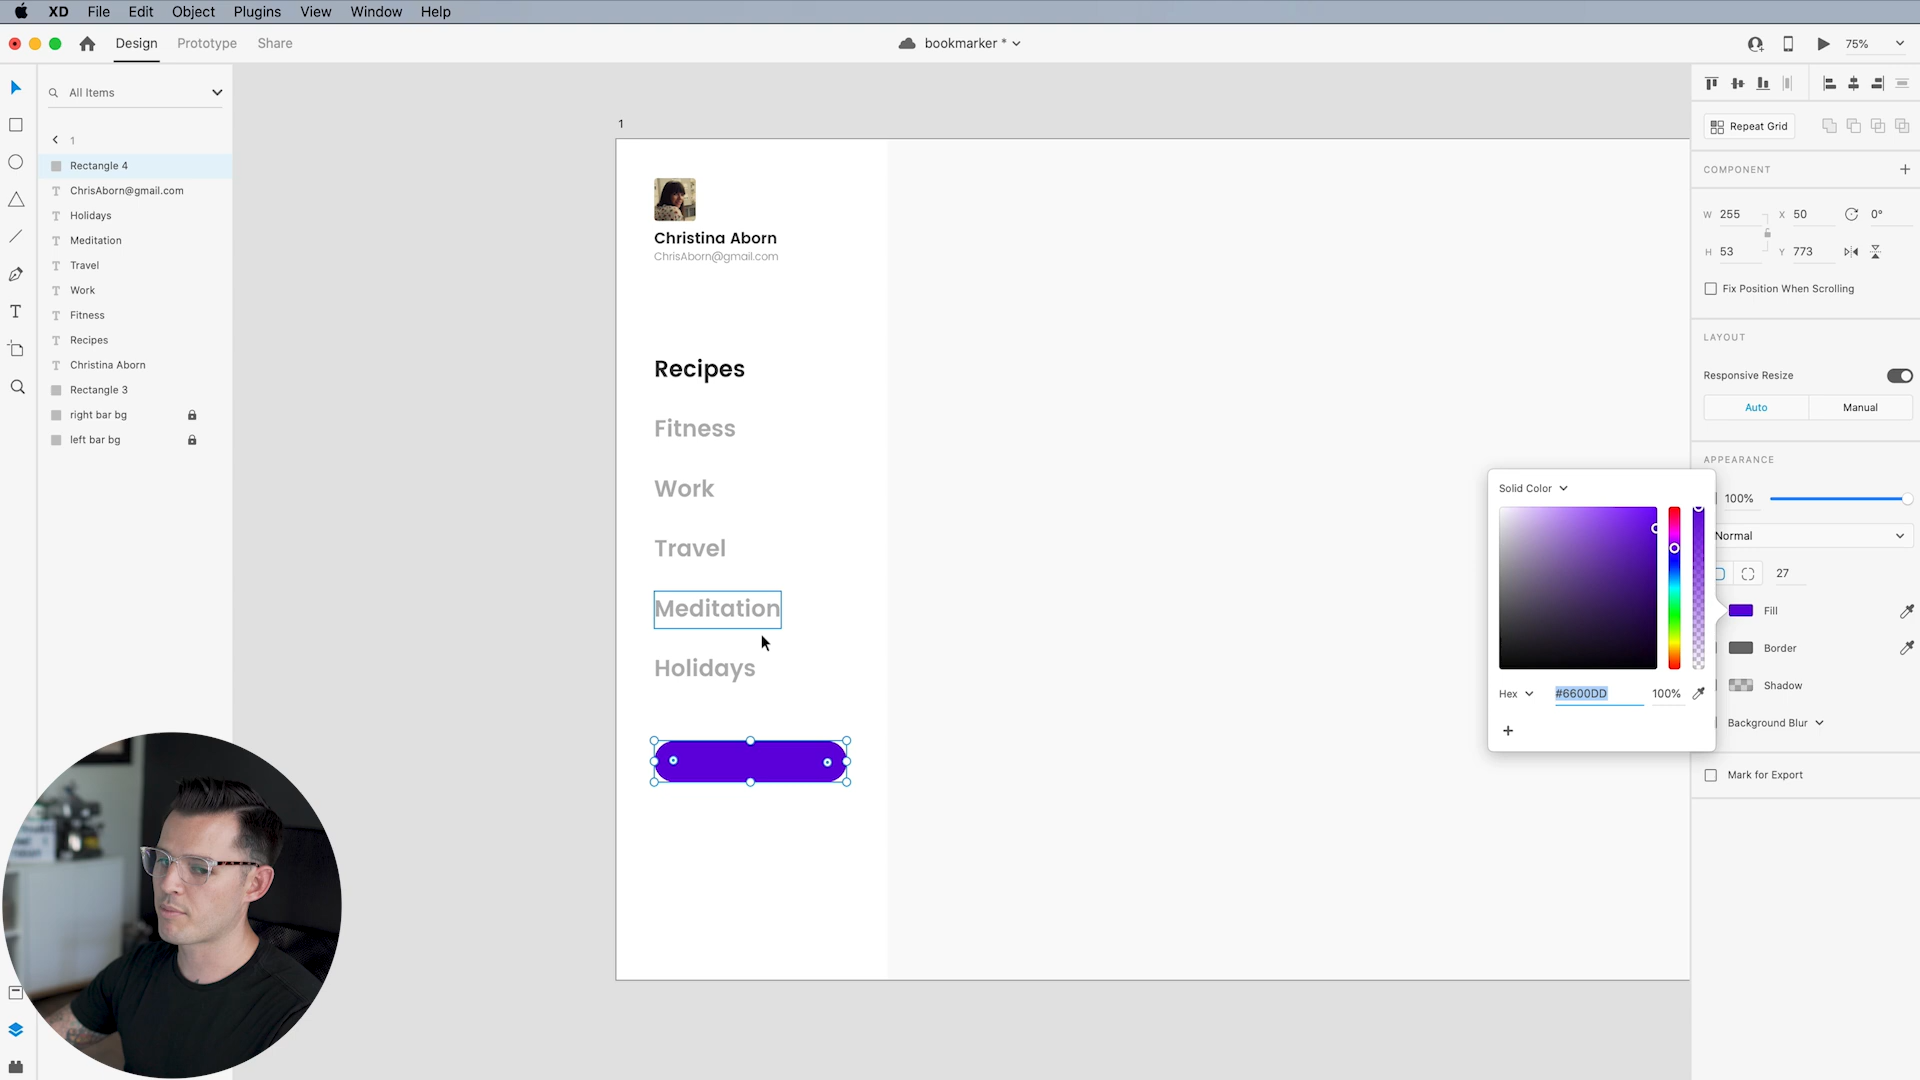 XD File Edit Object Plugins View Window Help
Design Prototype Share
bookmarker *
75%
All Items
1
Rectangle 4
ChrisAborn@gmail.com
Holidays
Meditation
Travel
Work
Fitness
Recipes
Christina Aborn
Rectangle 3
right bar bg
left bar bg
1
Christina Aborn
ChrisAborn@gmail.com
Recipes
Fitness
Work
Travel
Meditation
Holidays
Solid Color
Hex #6600DD 100%
Repeat Grid
COMPONENT
W 255 X 50 0°
H 53 Y 773
Fix Position When Scrolling
LAYOUT
Responsive Resize
Auto Manual
APPEARANCE
100%
Normal
27
Fill
Border
Shadow
Background Blur
Mark for Export